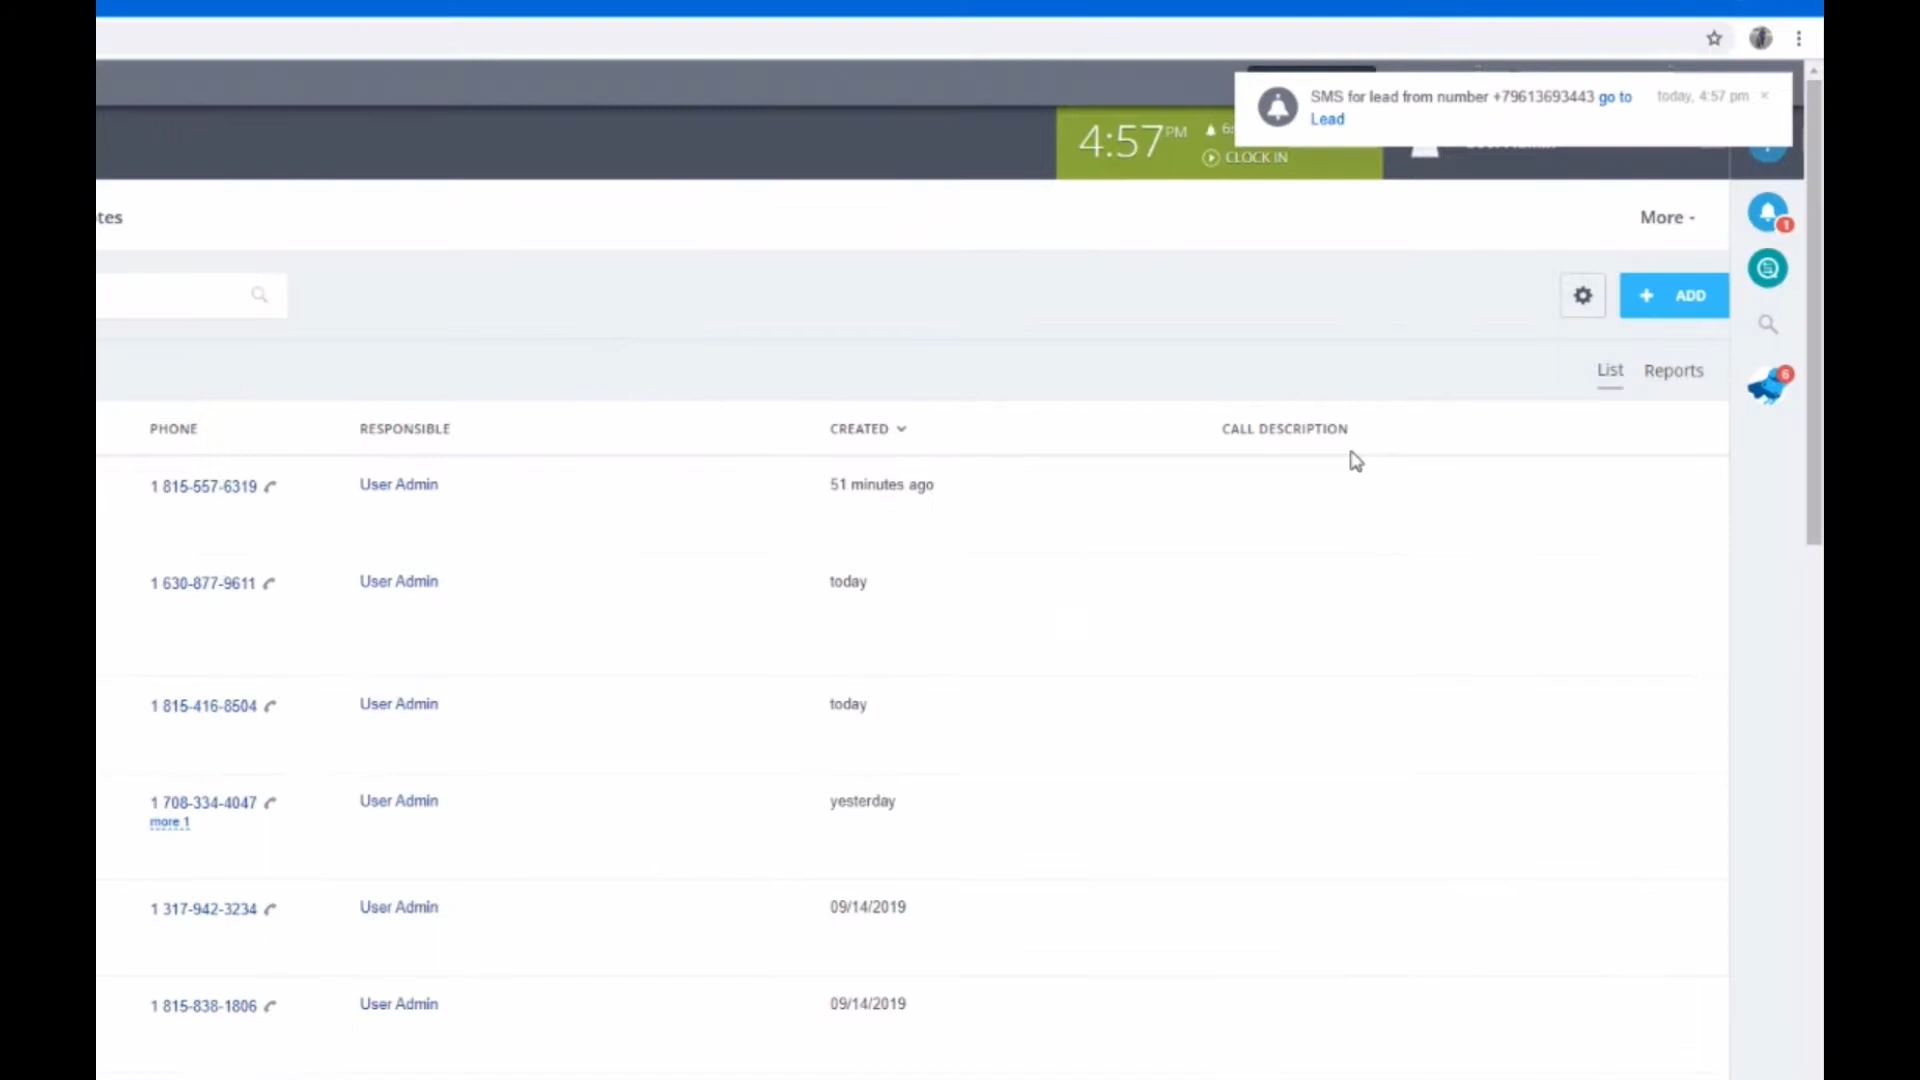 SMS for lead from number +79613693443 go to today, 4:57 pm ×
Lead
4:57 PM
CLOCK IN
tes
More
1
ADD
List Reports
6
PHONE RESPONSIBLE CREATED CALL DESCRIPTION
1 815-557-6319 User Admin 51 minutes ago
1 630-877-9611 User Admin today
1 815-416-8504 User Admin today
1 708-334-4047 User Admin yesterday
more 1
1 317-942-3234 User Admin 09/14/2019
1 815-838-1806 User Admin 09/14/2019